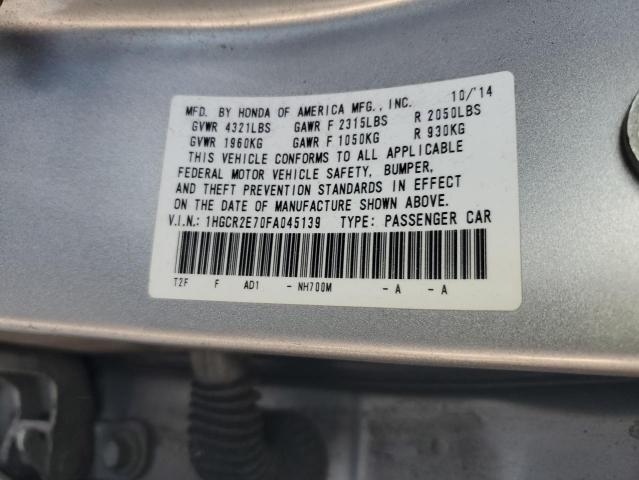 MFD. BY HONDA OF AMERICA MFG., INC. 10/'14
GVWR 4321LBS GAWR F 2315LBS R 2050LBS
GVWR 1960KG GAWR F 1050KG R 930KG
THIS VEHICLE CONFORMS TO ALL APPLICABLE
FEDERAL MOTOR VEHICLE SAFETY, BUMPER,
AND THEFT PREVENTION STANDARDS IN EFFECT
ON THE DATE OF MANUFACTURE SHOWN ABOVE.
V.I.N.: 1HGCR2E70FA045139 TYPE: PASSENGER CAR
T2F F AD1 - NH700M - A - A